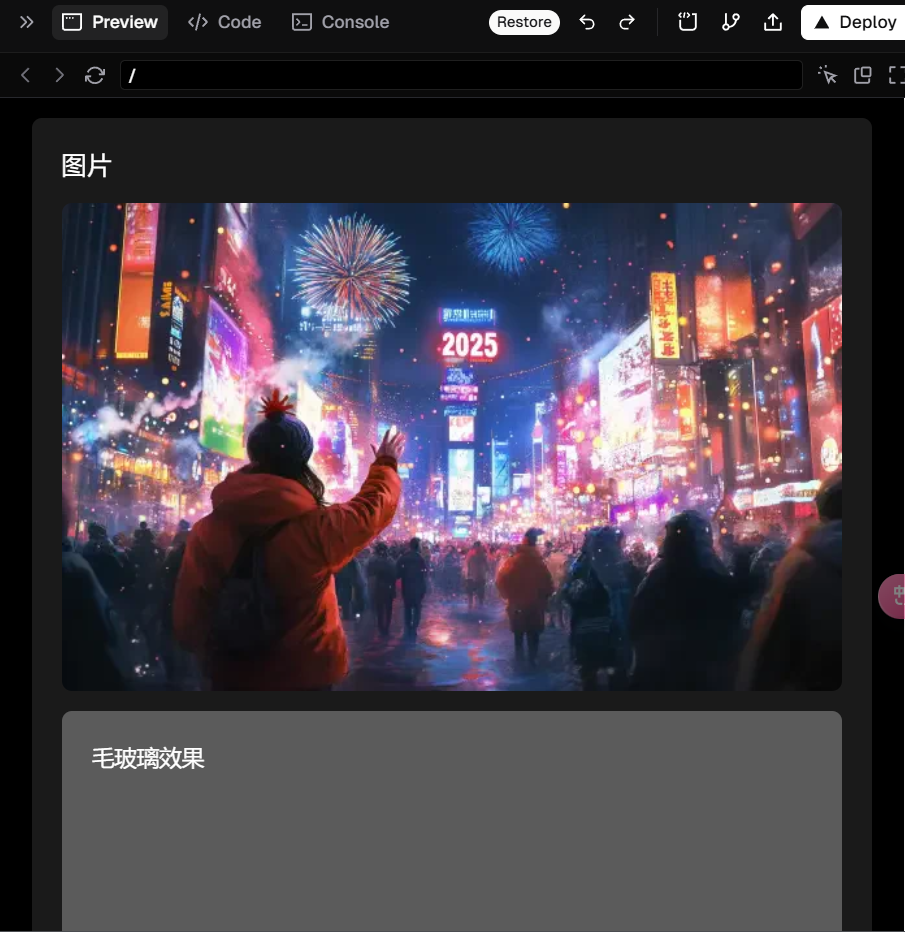 Preview
Code
Console
Restore
Deploy
/
图片
2025
毛玻璃效果